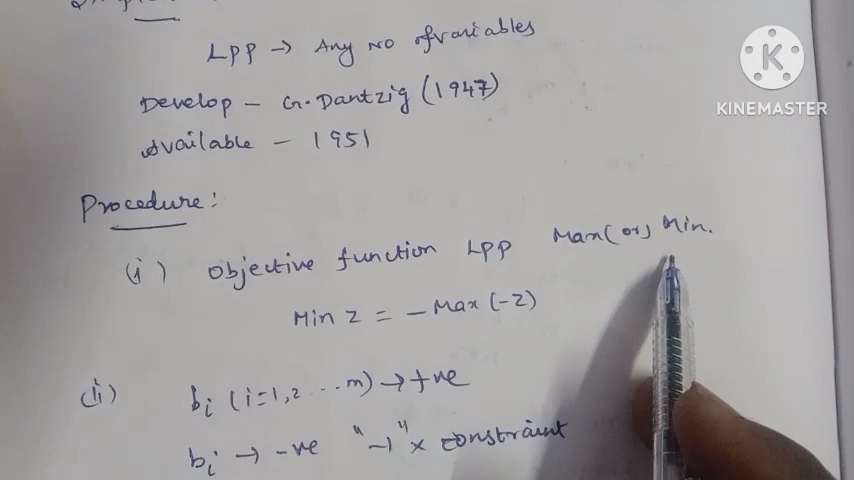 LPP → Any No of variables
Develop - G. Dantzig (1947)
Available - 1951
KINEMASTER
Procedure:
(i) Objective function LPP Max (or) Min.
Min Z = - Max (-Z)
(ii) bi (i=1,2...m) → +ve
bi → -ve "-1" x constraint